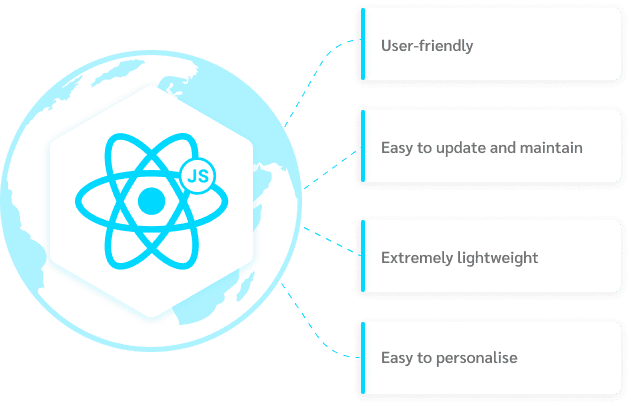 JS
User-friendly
Easy to update and maintain
Extremely lightweight
Easy to personalise